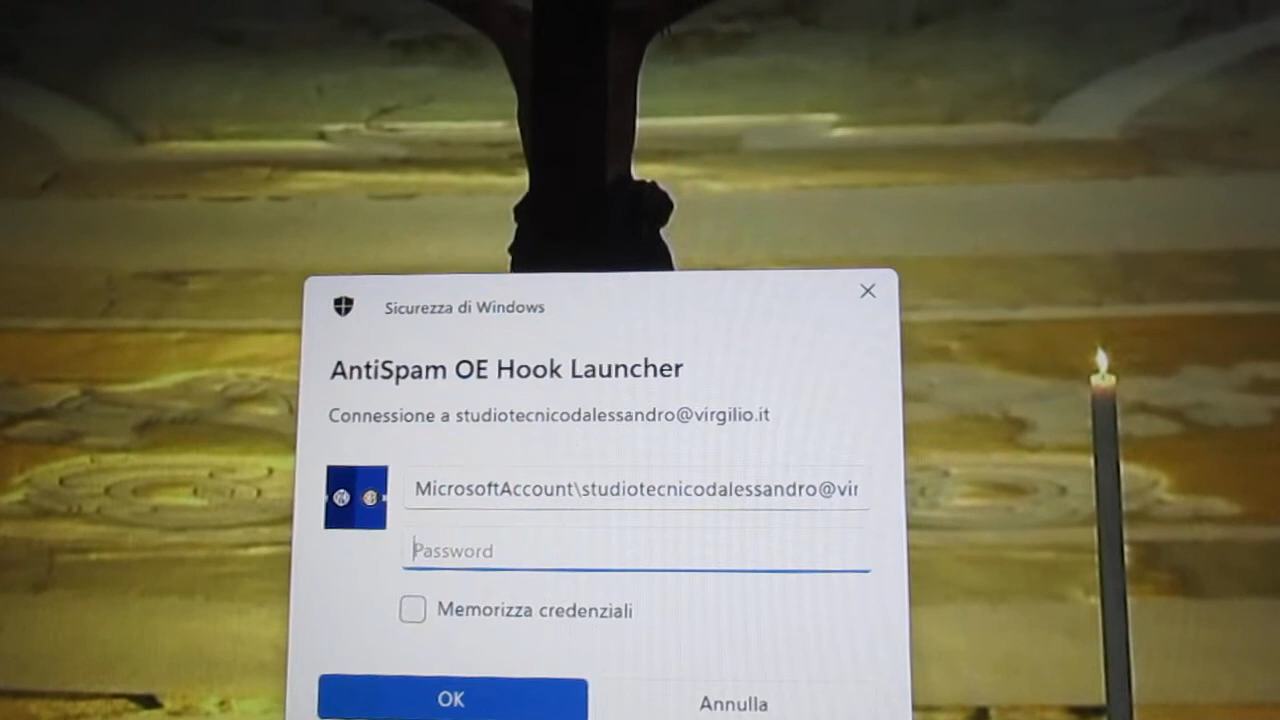 Sicurezza di Windows
AntiSpam OE Hook Launcher
Connessione a studiotecnicodalessandro@virgilio.it
MicrosoftAccount\studiotecnicodalessandro@vir
Password
Memorizza credenziali
OK
Annulla